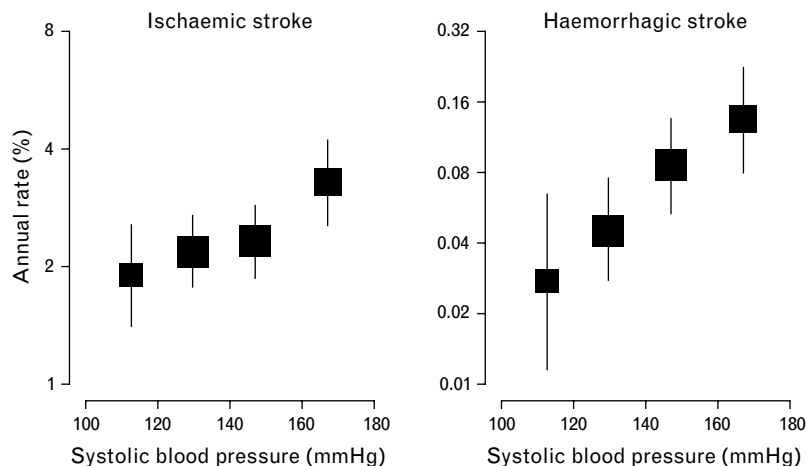 Ischaemic stroke
8
4
2
1
Annual rate (%)
100 120 140 160 180
Systolic blood pressure (mmHg)
Haemorrhagic stroke
0.32
0.16
0.08
0.04
0.02
0.01
100 120 140 160 180
Systolic blood pressure (mmHg)